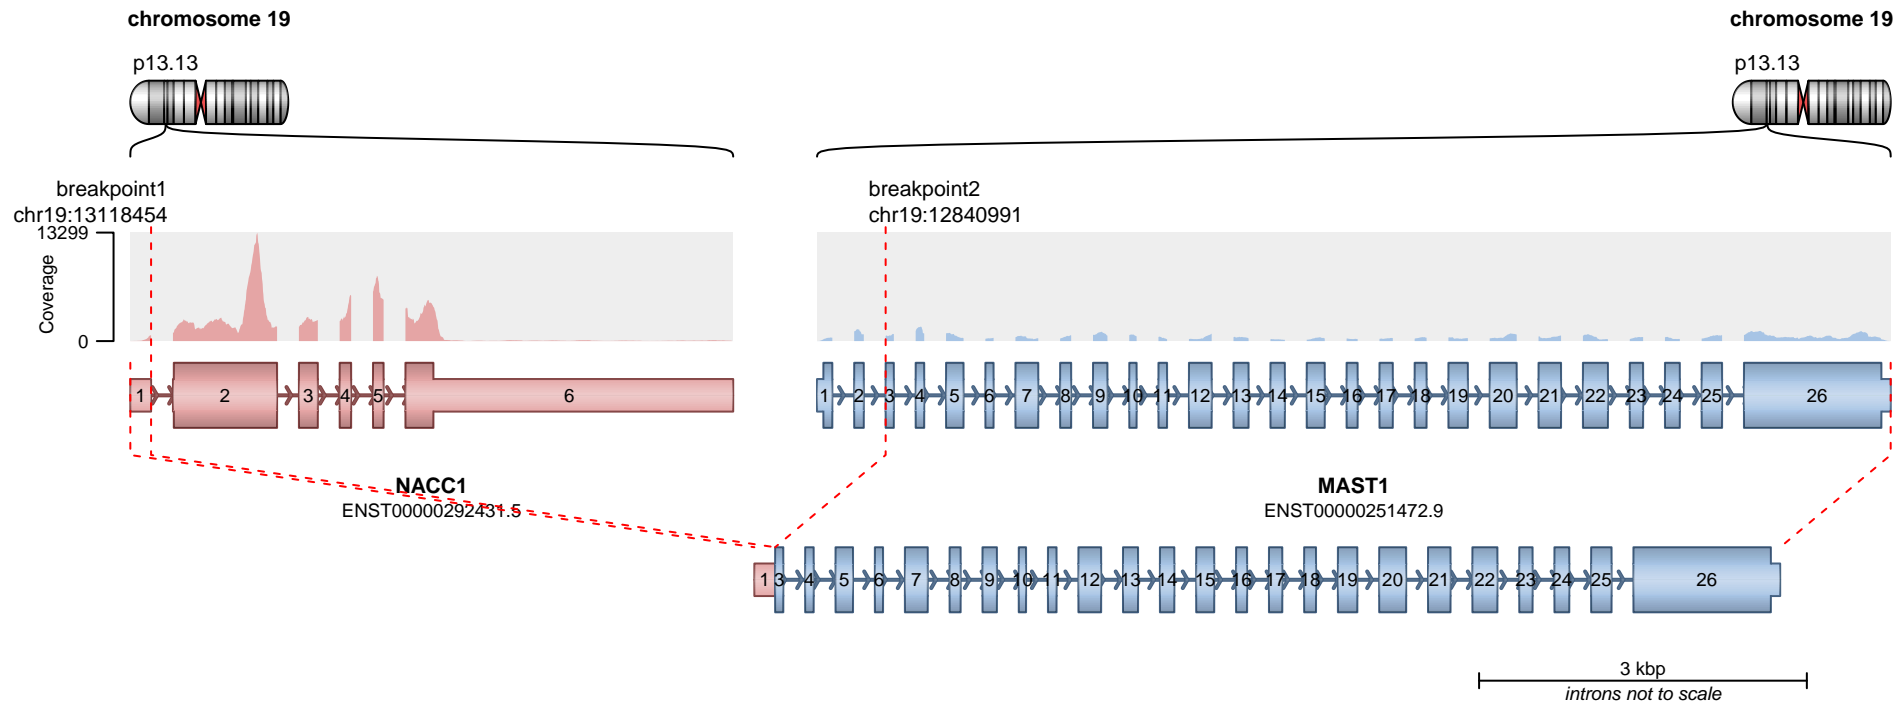 chromosome 19
chromosome 19
p13.13
p13.13
breakpoint1
chr19:13118454
breakpoint2
chr19:12840991
13299
Coverage
0
1 2 3 4 5 6
1 2 3 4 5 6 7 8 9 10 11 12 13 14 15 16 17 18 19 20 21 22 23 24 25 26
NACC1
ENST00000292431.5
MAST1
ENST00000251472.9
1 3 4 5 6 7 8 9 10 11 12 13 14 15 16 17 18 19 20 21 22 23 24 25 26
3 kbp
introns not to scale